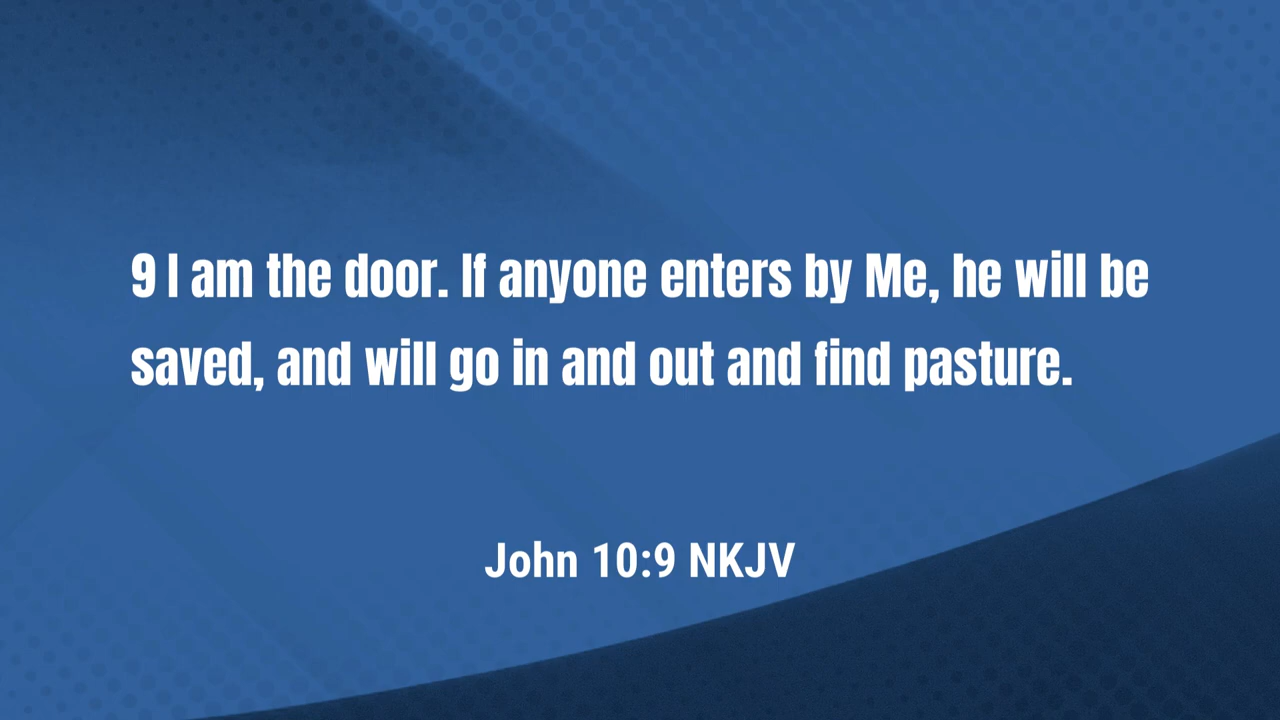 9 I am the door. If anyone enters by Me, he will be
saved, and will go in and out and find pasture.
John 10:9 NKJV